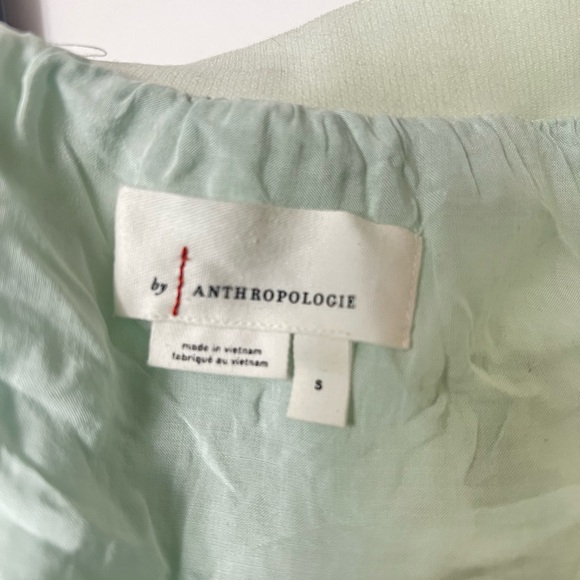 by ANTHROPOLOGIE
made in vietnam
fabriqué au vietnam
S